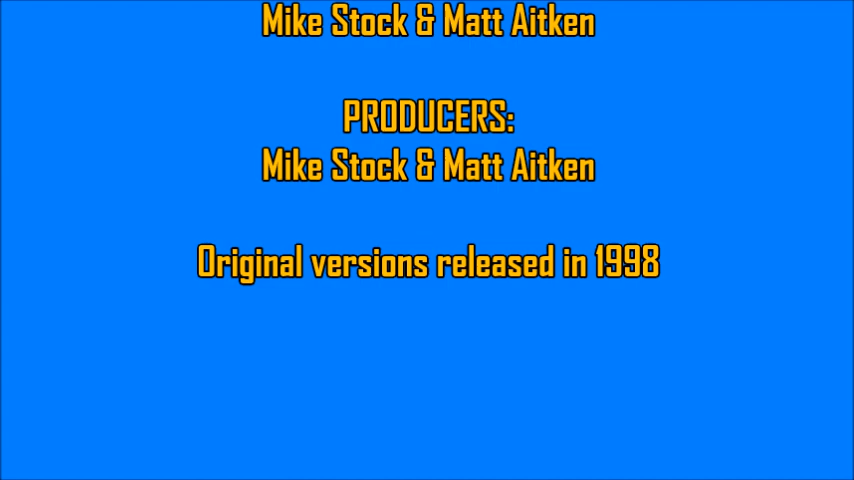 Mike Stock & Matt Aitken
PRODUCERS:
Mike Stock & Matt Aitken
Original versions released in 1998